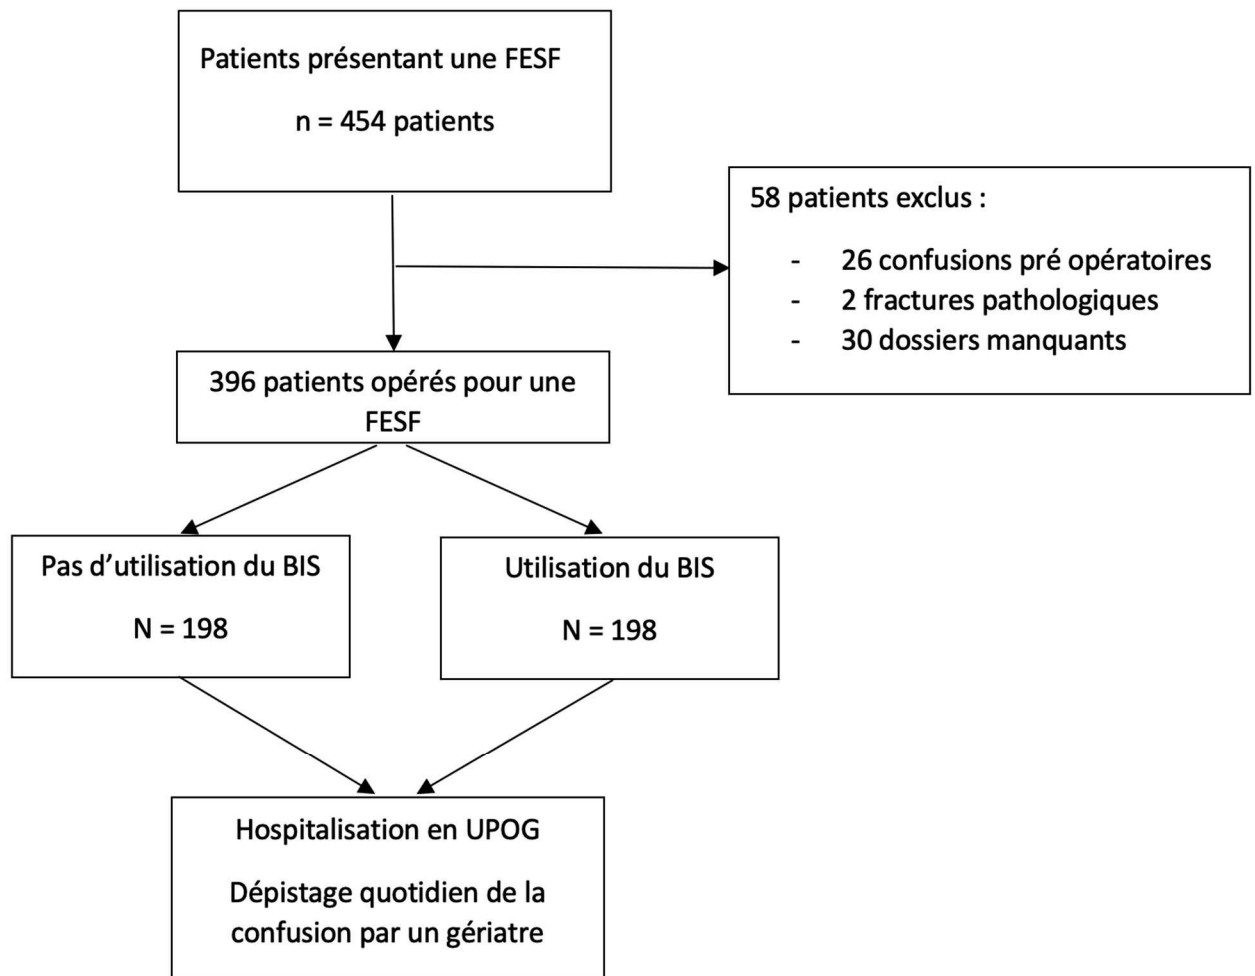 Patients présentant une FESF
n = 454 patients
58 patients exclus :
- 26 confusions pré opératoires
- 2 fractures pathologiques
- 30 dossiers manquants
396 patients opérés pour une
FESF
Pas d’utilisation du BIS
N = 198
Utilisation du BIS
N = 198
Hospitalisation en UPOG
Dépistage quotidien de la
confusion par un gériatre